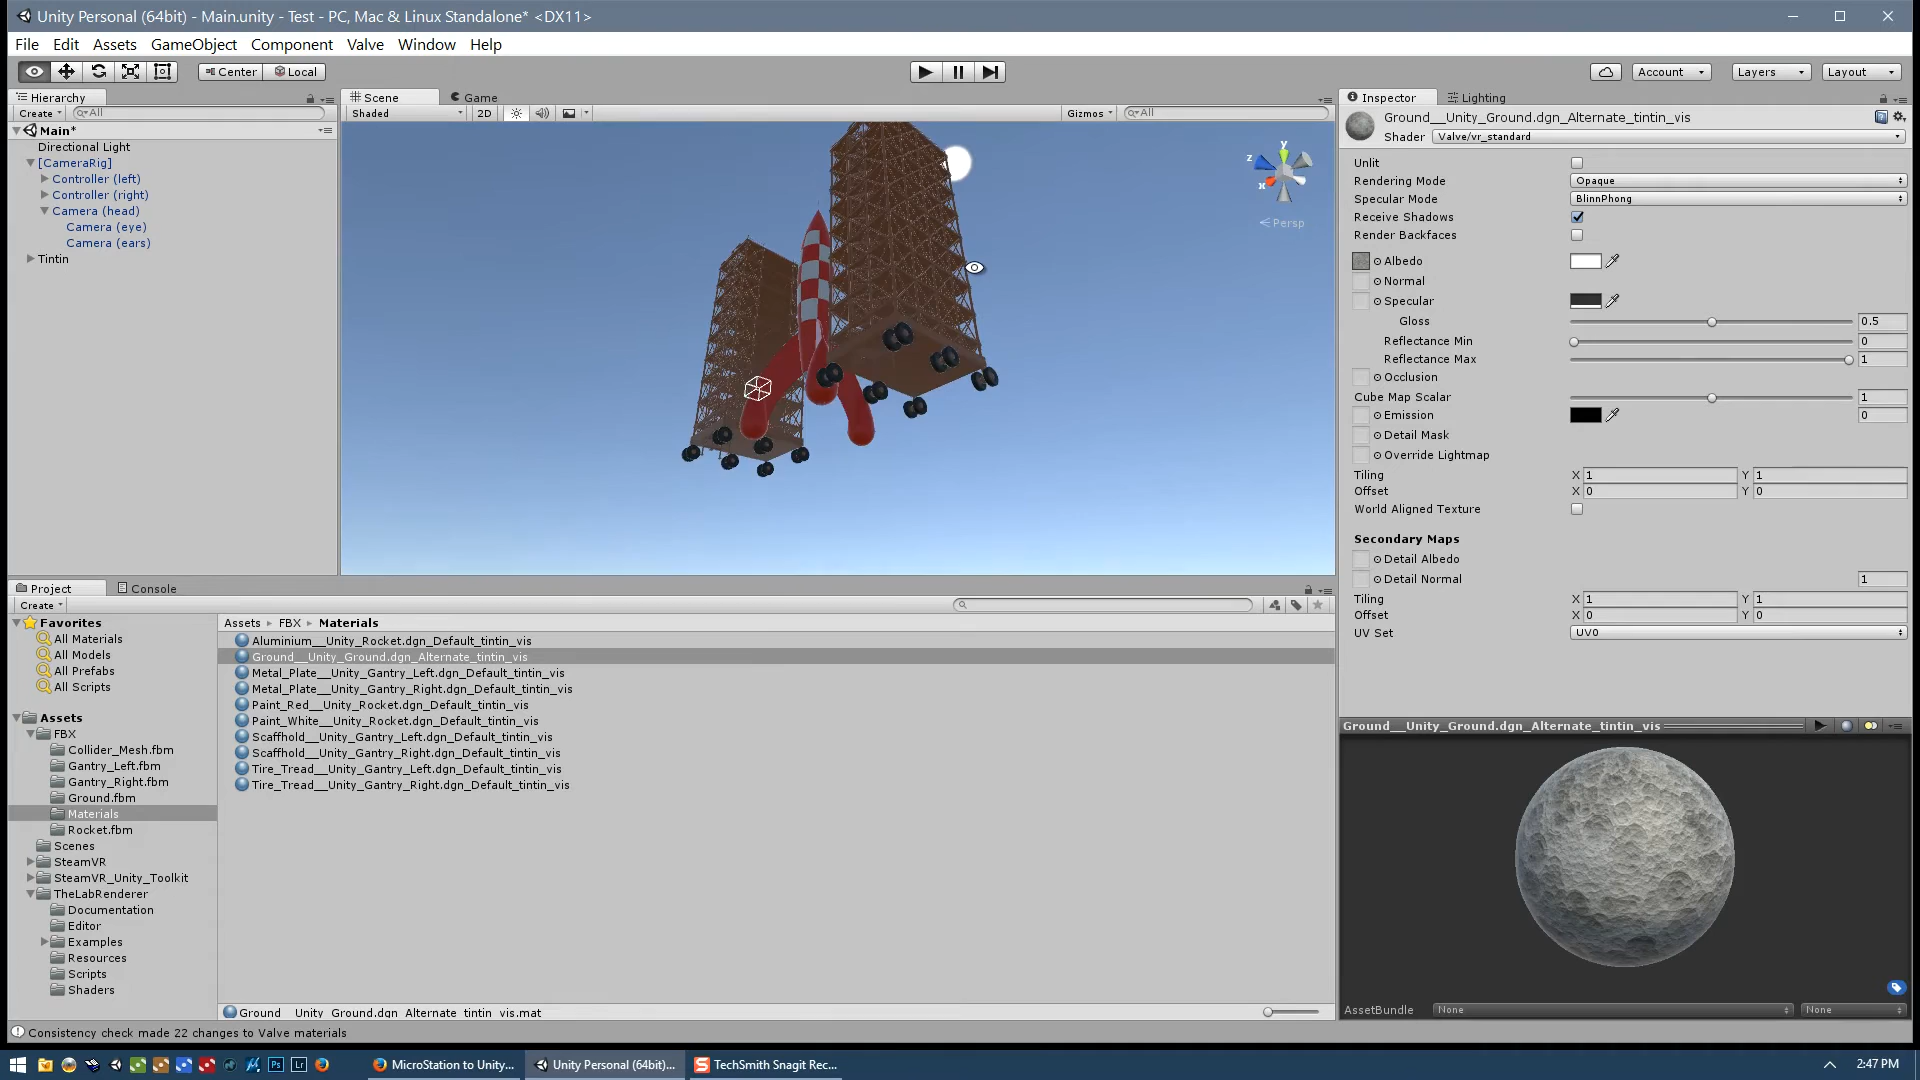 Unity Personal (64bit) - Main.unity - Test - PC, Mac & Linux Standalone* <DX11>
File Edit Assets GameObject Component Valve Window Help
Center Local Account Layers Layout
Hierarchy
Create All
Main*
Directional Light
[CameraRig]
Controller (left)
Controller (right)
Camera (head)
Camera (eye)
Camera (ears)
Tintin
Scene Game
Shaded 2D Gizmos All
y
z
x
Persp
Inspector Lighting
Ground__Unity_Ground.dgn_Alternate_tintin_vis
Shader Valve/vr_standard
Unlit
Rendering Mode Opaque
Specular Mode BlinnPhong
Receive Shadows
Render Backfaces
Albedo
Normal
Specular
Gloss 0.5
Reflectance Min 0
Reflectance Max 1
Occlusion
Cube Map Scalar 1
Emission 0
Detail Mask
Override Lightmap
Tiling X 1 Y 1
Offset X 0 Y 0
World Aligned Texture
Secondary Maps
Detail Albedo
Detail Normal 1
Tiling X 1 Y 1
Offset X 0 Y 0
UV Set UV0
Project Console
Create
Favorites
All Materials
All Models
All Prefabs
All Scripts
Assets
FBX
Collider_Mesh.fbm
Gantry_Left.fbm
Gantry_Right.fbm
Ground.fbm
Materials
Rocket.fbm
Scenes
SteamVR
SteamVR_Unity_Toolkit
TheLabRenderer
Documentation
Editor
Examples
Resources
Scripts
Shaders
Assets FBX Materials
Aluminium__Unity_Rocket.dgn_Default_tintin_vis
Ground__Unity_Ground.dgn_Alternate_tintin_vis
Metal_Plate__Unity_Gantry_Left.dgn_Default_tintin_vis
Metal_Plate__Unity_Gantry_Right.dgn_Default_tintin_vis
Paint_Red__Unity_Rocket.dgn_Default_tintin_vis
Paint_White__Unity_Rocket.dgn_Default_tintin_vis
Scaffhold__Unity_Gantry_Left.dgn_Default_tintin_vis
Scaffhold__Unity_Gantry_Right.dgn_Default_tintin_vis
Tire_Tread__Unity_Gantry_Left.dgn_Default_tintin_vis
Tire_Tread__Unity_Gantry_Right.dgn_Default_tintin_vis
Ground__Unity_Ground.dgn_Alternate_tintin_vis.mat
Ground__Unity_Ground.dgn_Alternate_tintin_vis
AssetBundle None None
Consistency check made 22 changes to Valve materials
Ps Lr MicroStation to Unity... Unity Personal (64bit)... S TechSmith Snagit Rec... 2:47 PM